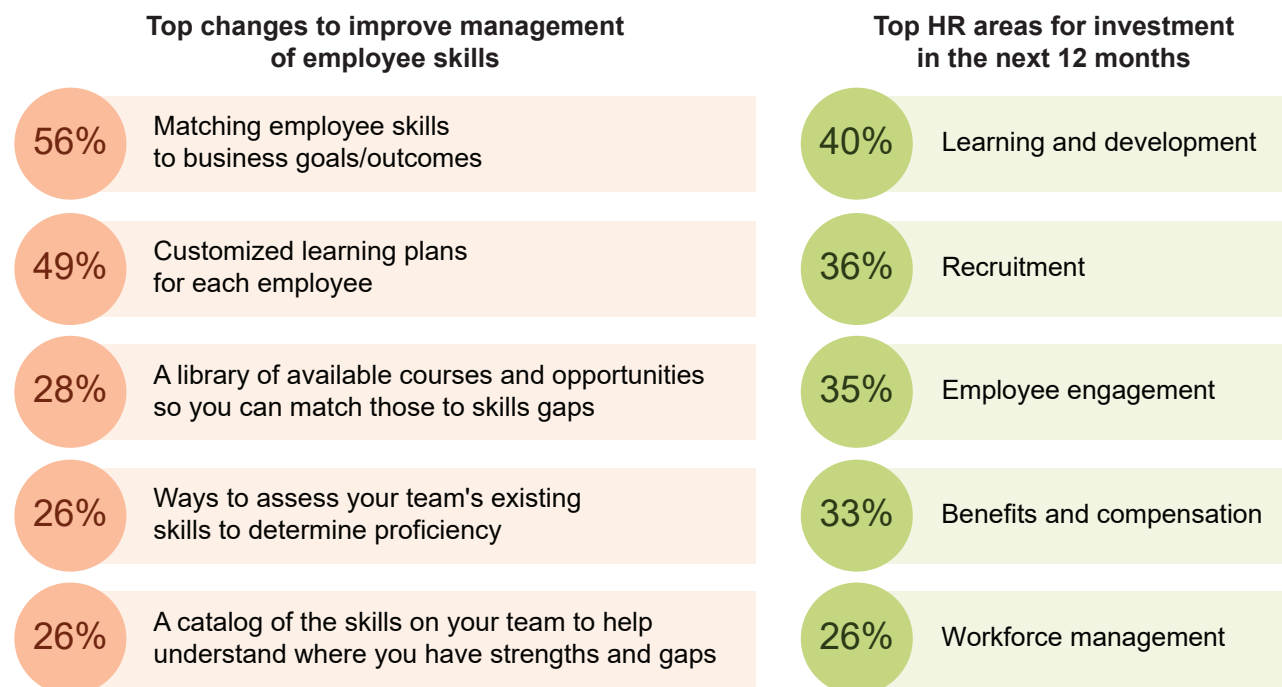 Top changes to improve management
of employee skills
56%
Matching employee skills
to business goals/outcomes
49%
Customized learning plans
for each employee
28%
A library of available courses and opportunities
so you can match those to skills gaps
26%
Ways to assess your team's existing
skills to determine proficiency
26%
A catalog of the skills on your team to help
understand where you have strengths and gaps
Top HR areas for investment
in the next 12 months
40%
Learning and development
36%
Recruitment
35%
Employee engagement
33%
Benefits and compensation
26%
Workforce management